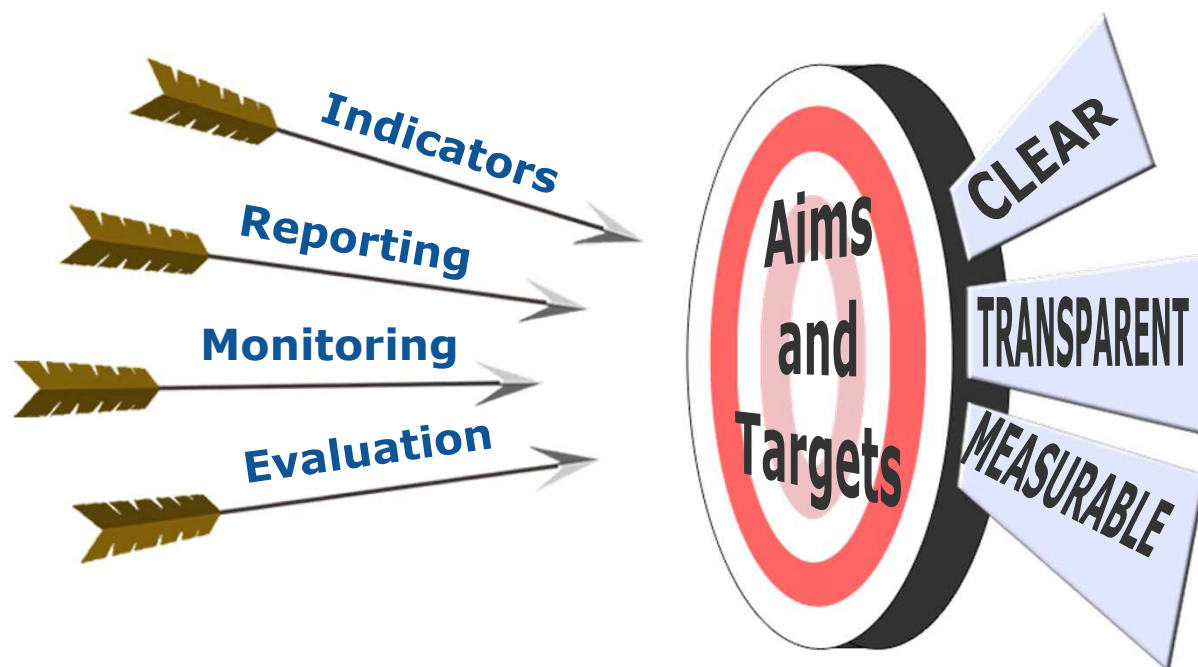 Indicators
Reporting
Monitoring
Evaluation
Aims
and
Targets
CLEAR
TRANSPARENT
MEASURABLE